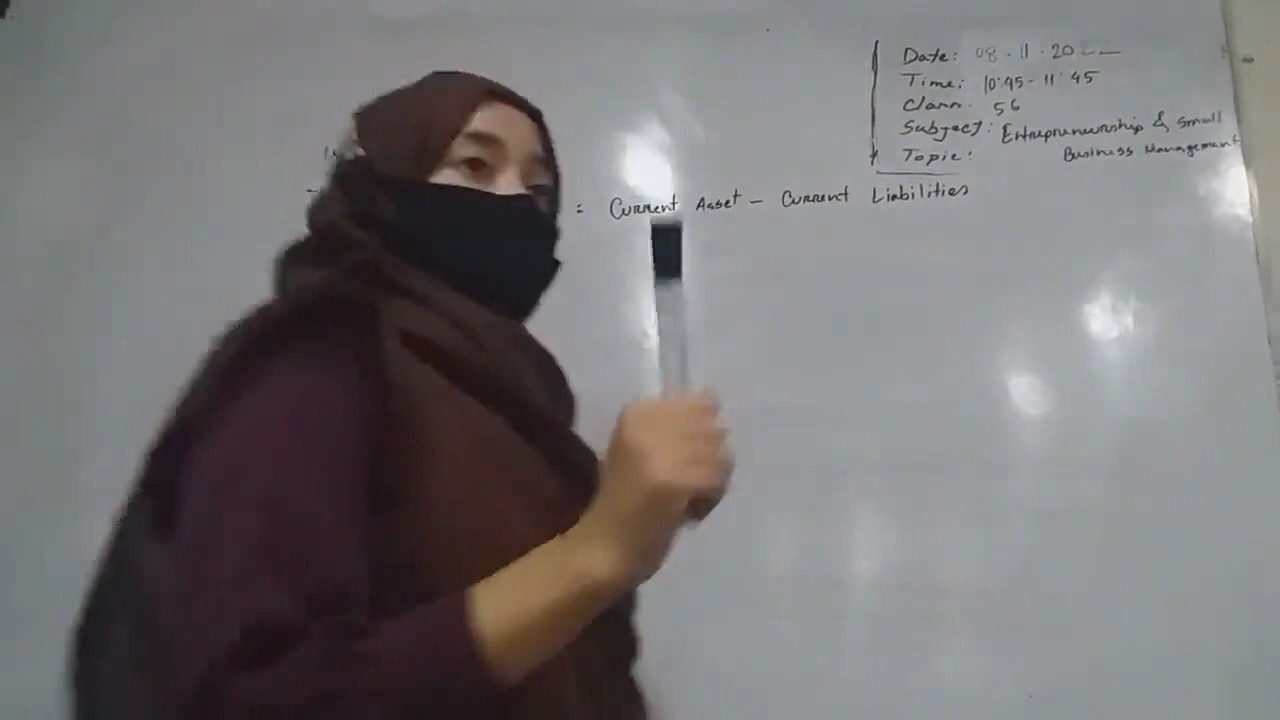 Date: 08.11.20
Time: 10:45-11:45
Class: 56
Subject: Entrepreneurship & small
Topic: Business Management
= Current Asset - Current Liabilities